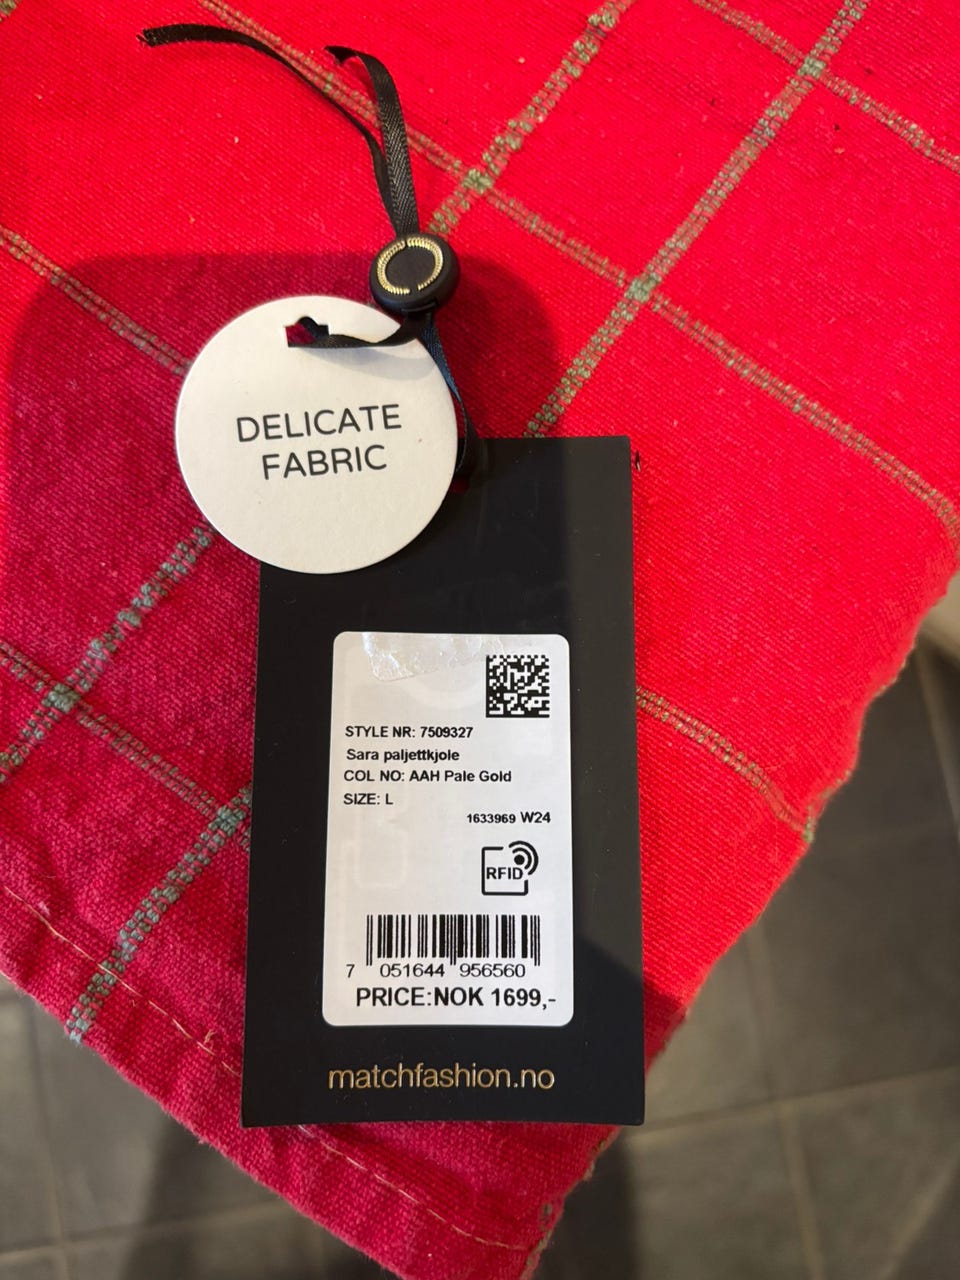 DELICATE
FABRIC
STYLE NR: 7509327
Sara paljettkjole
COL NO: AAH Pale Gold
SIZE: L
1633969 W24
RFID
7 051644 956560
PRICE:NOK 1699,-
matchfashion.no